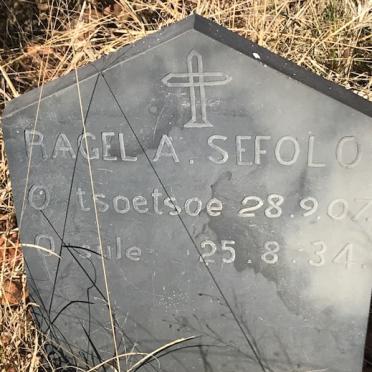 RAGEL A. SEFOLO
O tsoetsoe 28.9.07.
O sule 25.8.34.